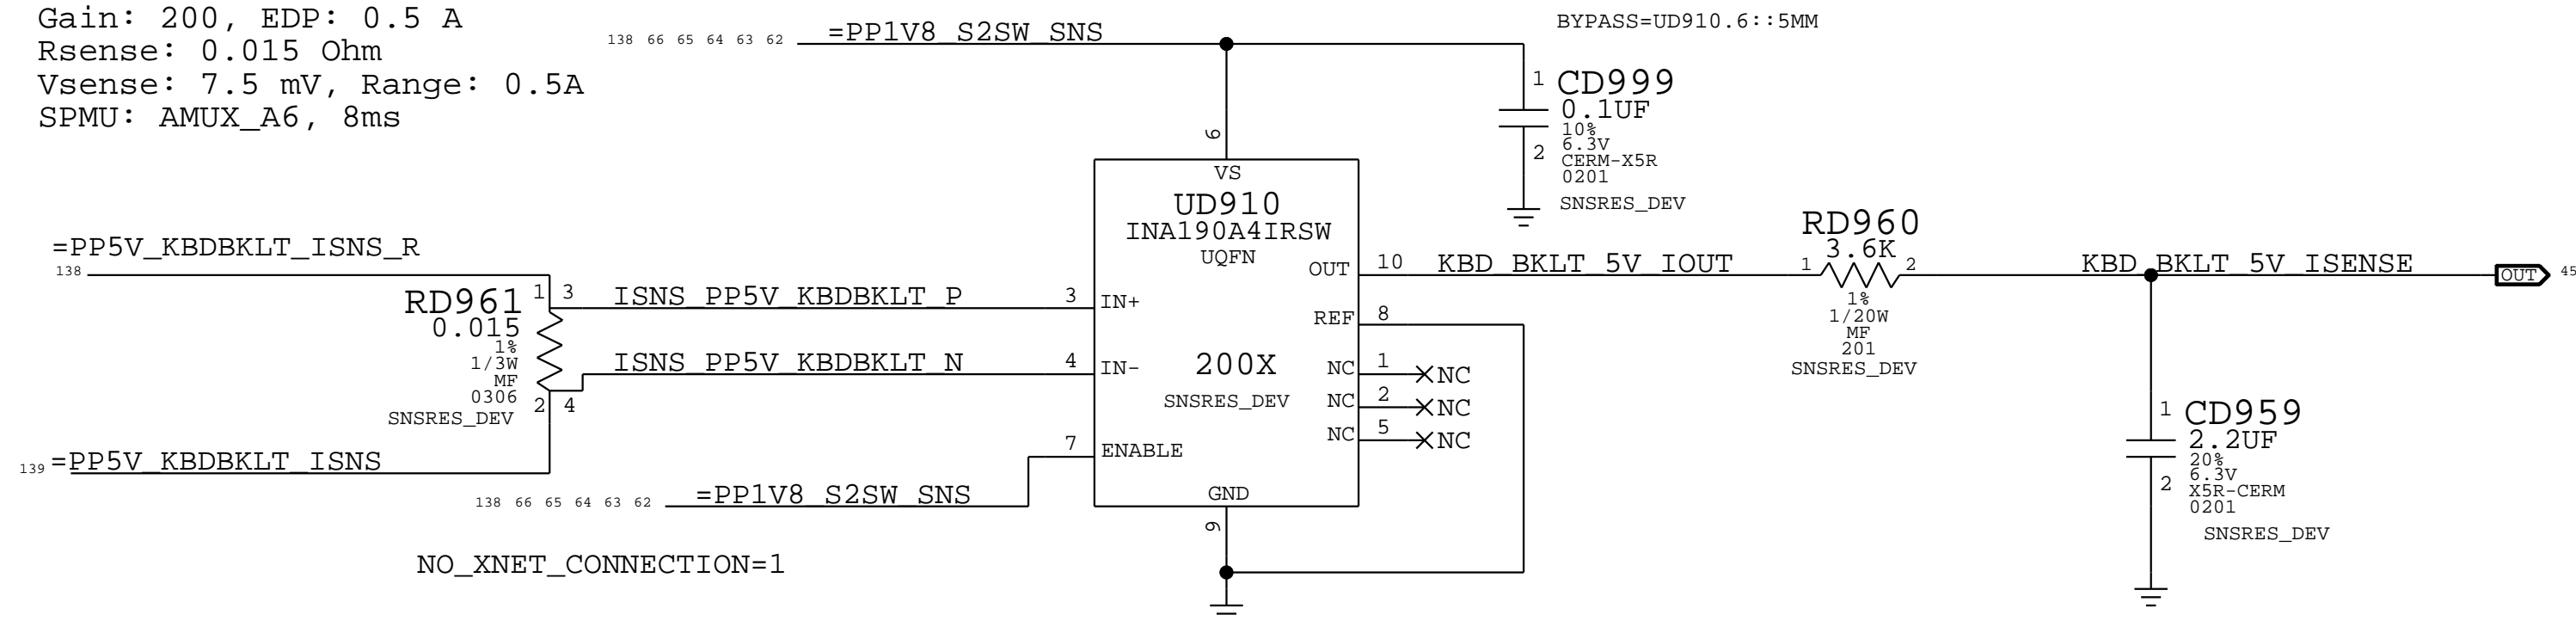 Gain: 200, EDP: 0.5 A
Rsense: 0.015 Ohm
Vsense: 7.5 mV, Range: 0.5A
SPMU: AMUX_A6, 8ms
138 66 65 64 63 62 =PP1V8_S2SW_SNS
BYPASS=UD910.6::5MM
1 CD999
0.1UF
10%
6.3V
2 CERM-X5R
0201
SNSRES_DEV
6
VS
UD910
INA190A4IRSW
UQFN
=PP5V_KBDBKLT_ISNS_R
138
RD961 1 3
0.015
1%
1/3W
MF
0306
2 4
SNSRES_DEV
ISNS_PP5V_KBDBKLT_P 3 IN+
ISNS_PP5V_KBDBKLT_N 4 IN-
200X
SNSRES_DEV
7 ENABLE
139 =PP5V_KBDBKLT_ISNS
138 66 65 64 63 62 =PP1V8_S2SW_SNS
GND
9
NO_XNET_CONNECTION=1
OUT 10 KBD_BKLT_5V_IOUT
REF 8
NC 1 NC
NC 2 NC
NC 5 NC
RD960
3.6K
1 2
1%
1/20W
MF
201
SNSRES_DEV
KBD_BKLT_5V_ISENSE OUT 45
1 CD959
2.2UF
20%
6.3V
2 X5R-CERM
0201
SNSRES_DEV